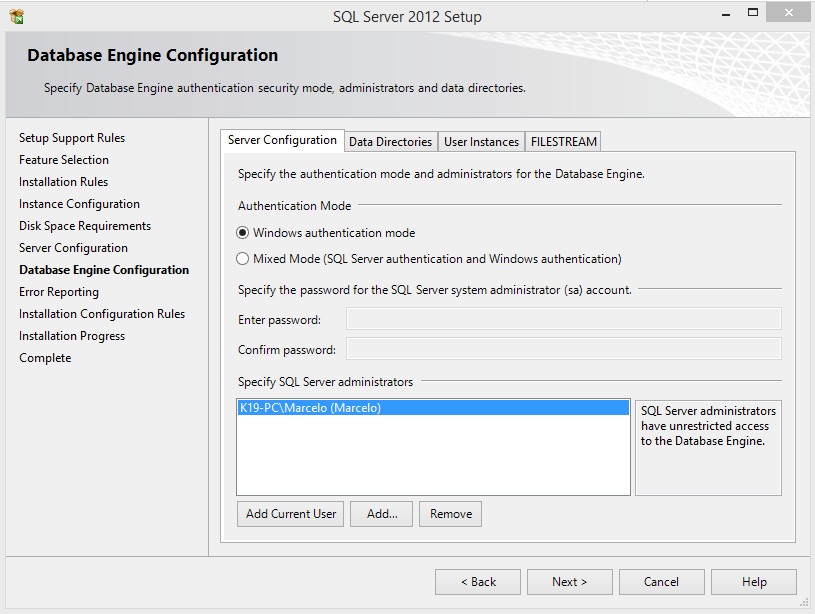 SQL Server 2012 Setup
Database Engine Configuration
Specify Database Engine authentication security mode, administrators and data directories.
Setup Support Rules
Feature Selection
Installation Rules
Instance Configuration
Disk Space Requirements
Server Configuration
Database Engine Configuration
Error Reporting
Installation Configuration Rules
Installation Progress
Complete
Server Configuration
Data Directories
User Instances
FILESTREAM
Specify the authentication mode and administrators for the Database Engine.
Authentication Mode
Windows authentication mode
Mixed Mode (SQL Server authentication and Windows authentication)
Specify the password for the SQL Server system administrator (sa) account.
Enter password:
Confirm password:
Specify SQL Server administrators
K19-PC\Marcelo (Marcelo)
SQL Server administrators
have unrestricted access
to the Database Engine.
Add Current User
Add...
Remove
< Back
Next >
Cancel
Help